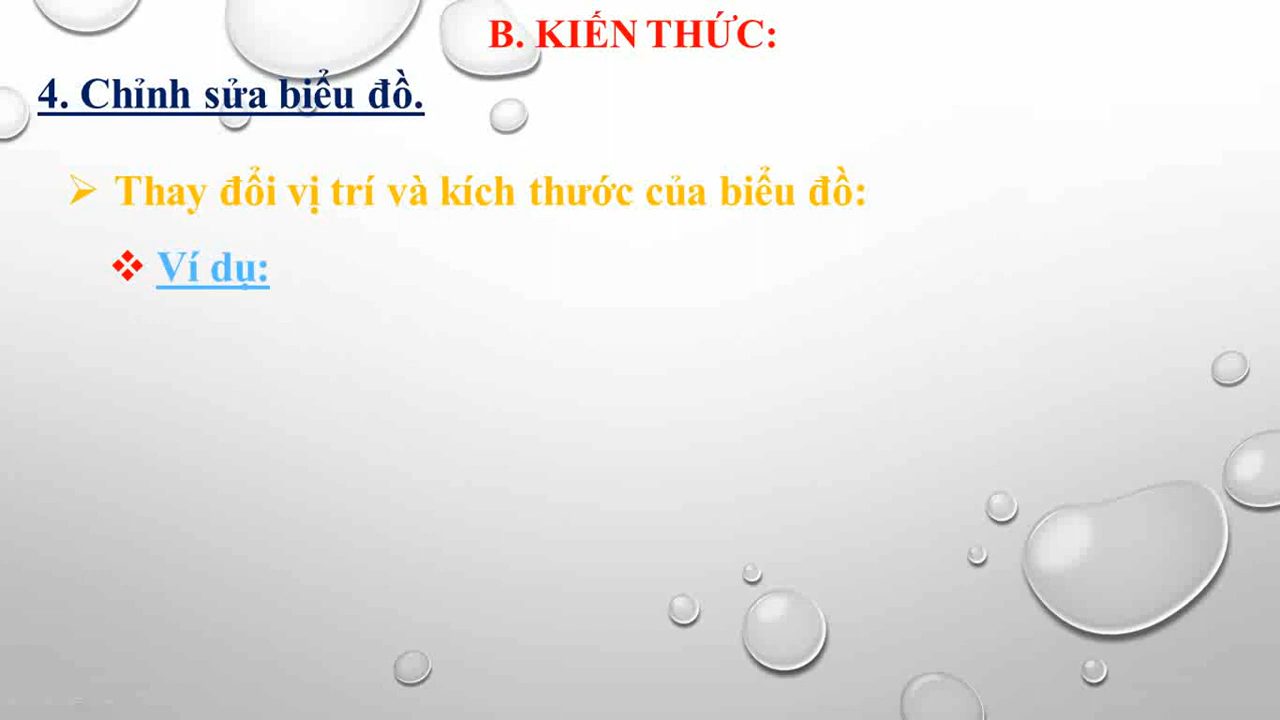 B. KIẾN THỨC:
4. Chỉnh sửa biểu đồ.
Thay đổi vị trí và kích thước của biểu đồ:
Ví dụ: